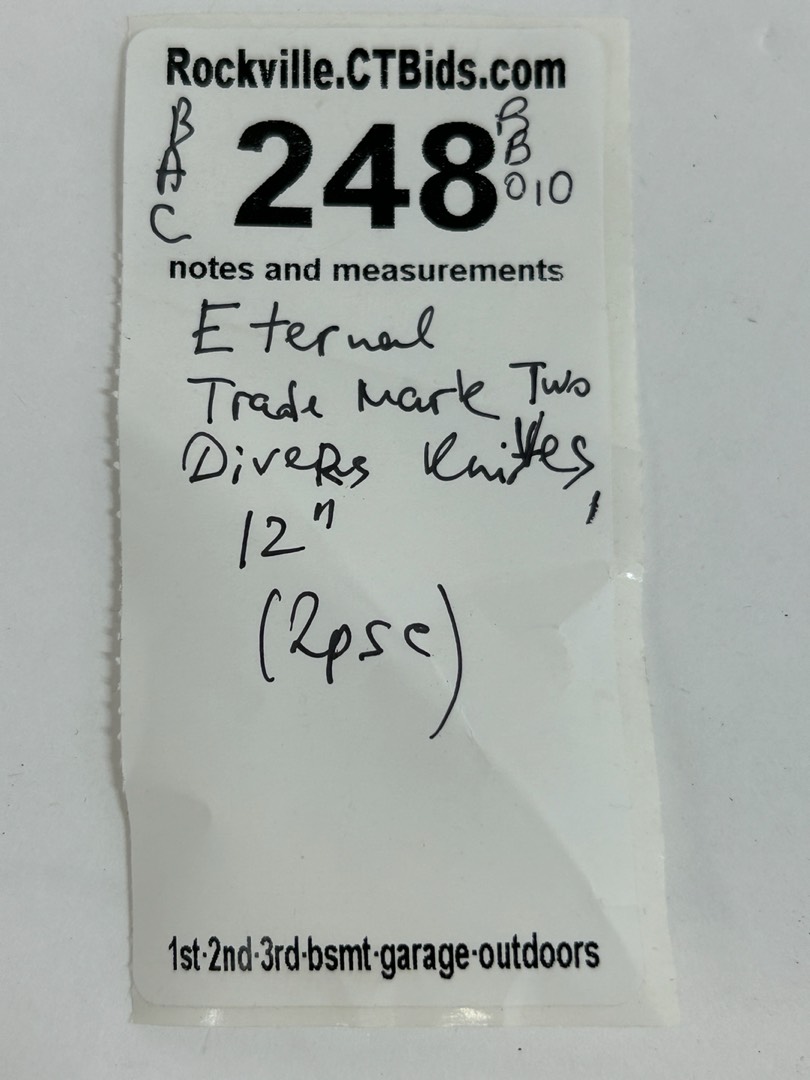 Rockville.CTBids.com
B
A
C
248
B
B
010
notes and measurements
Eternal
Trade Mark Two
Divers Knifes,
12"
(2psc)
1st·2nd·3rd·bsmt·garage·outdoors